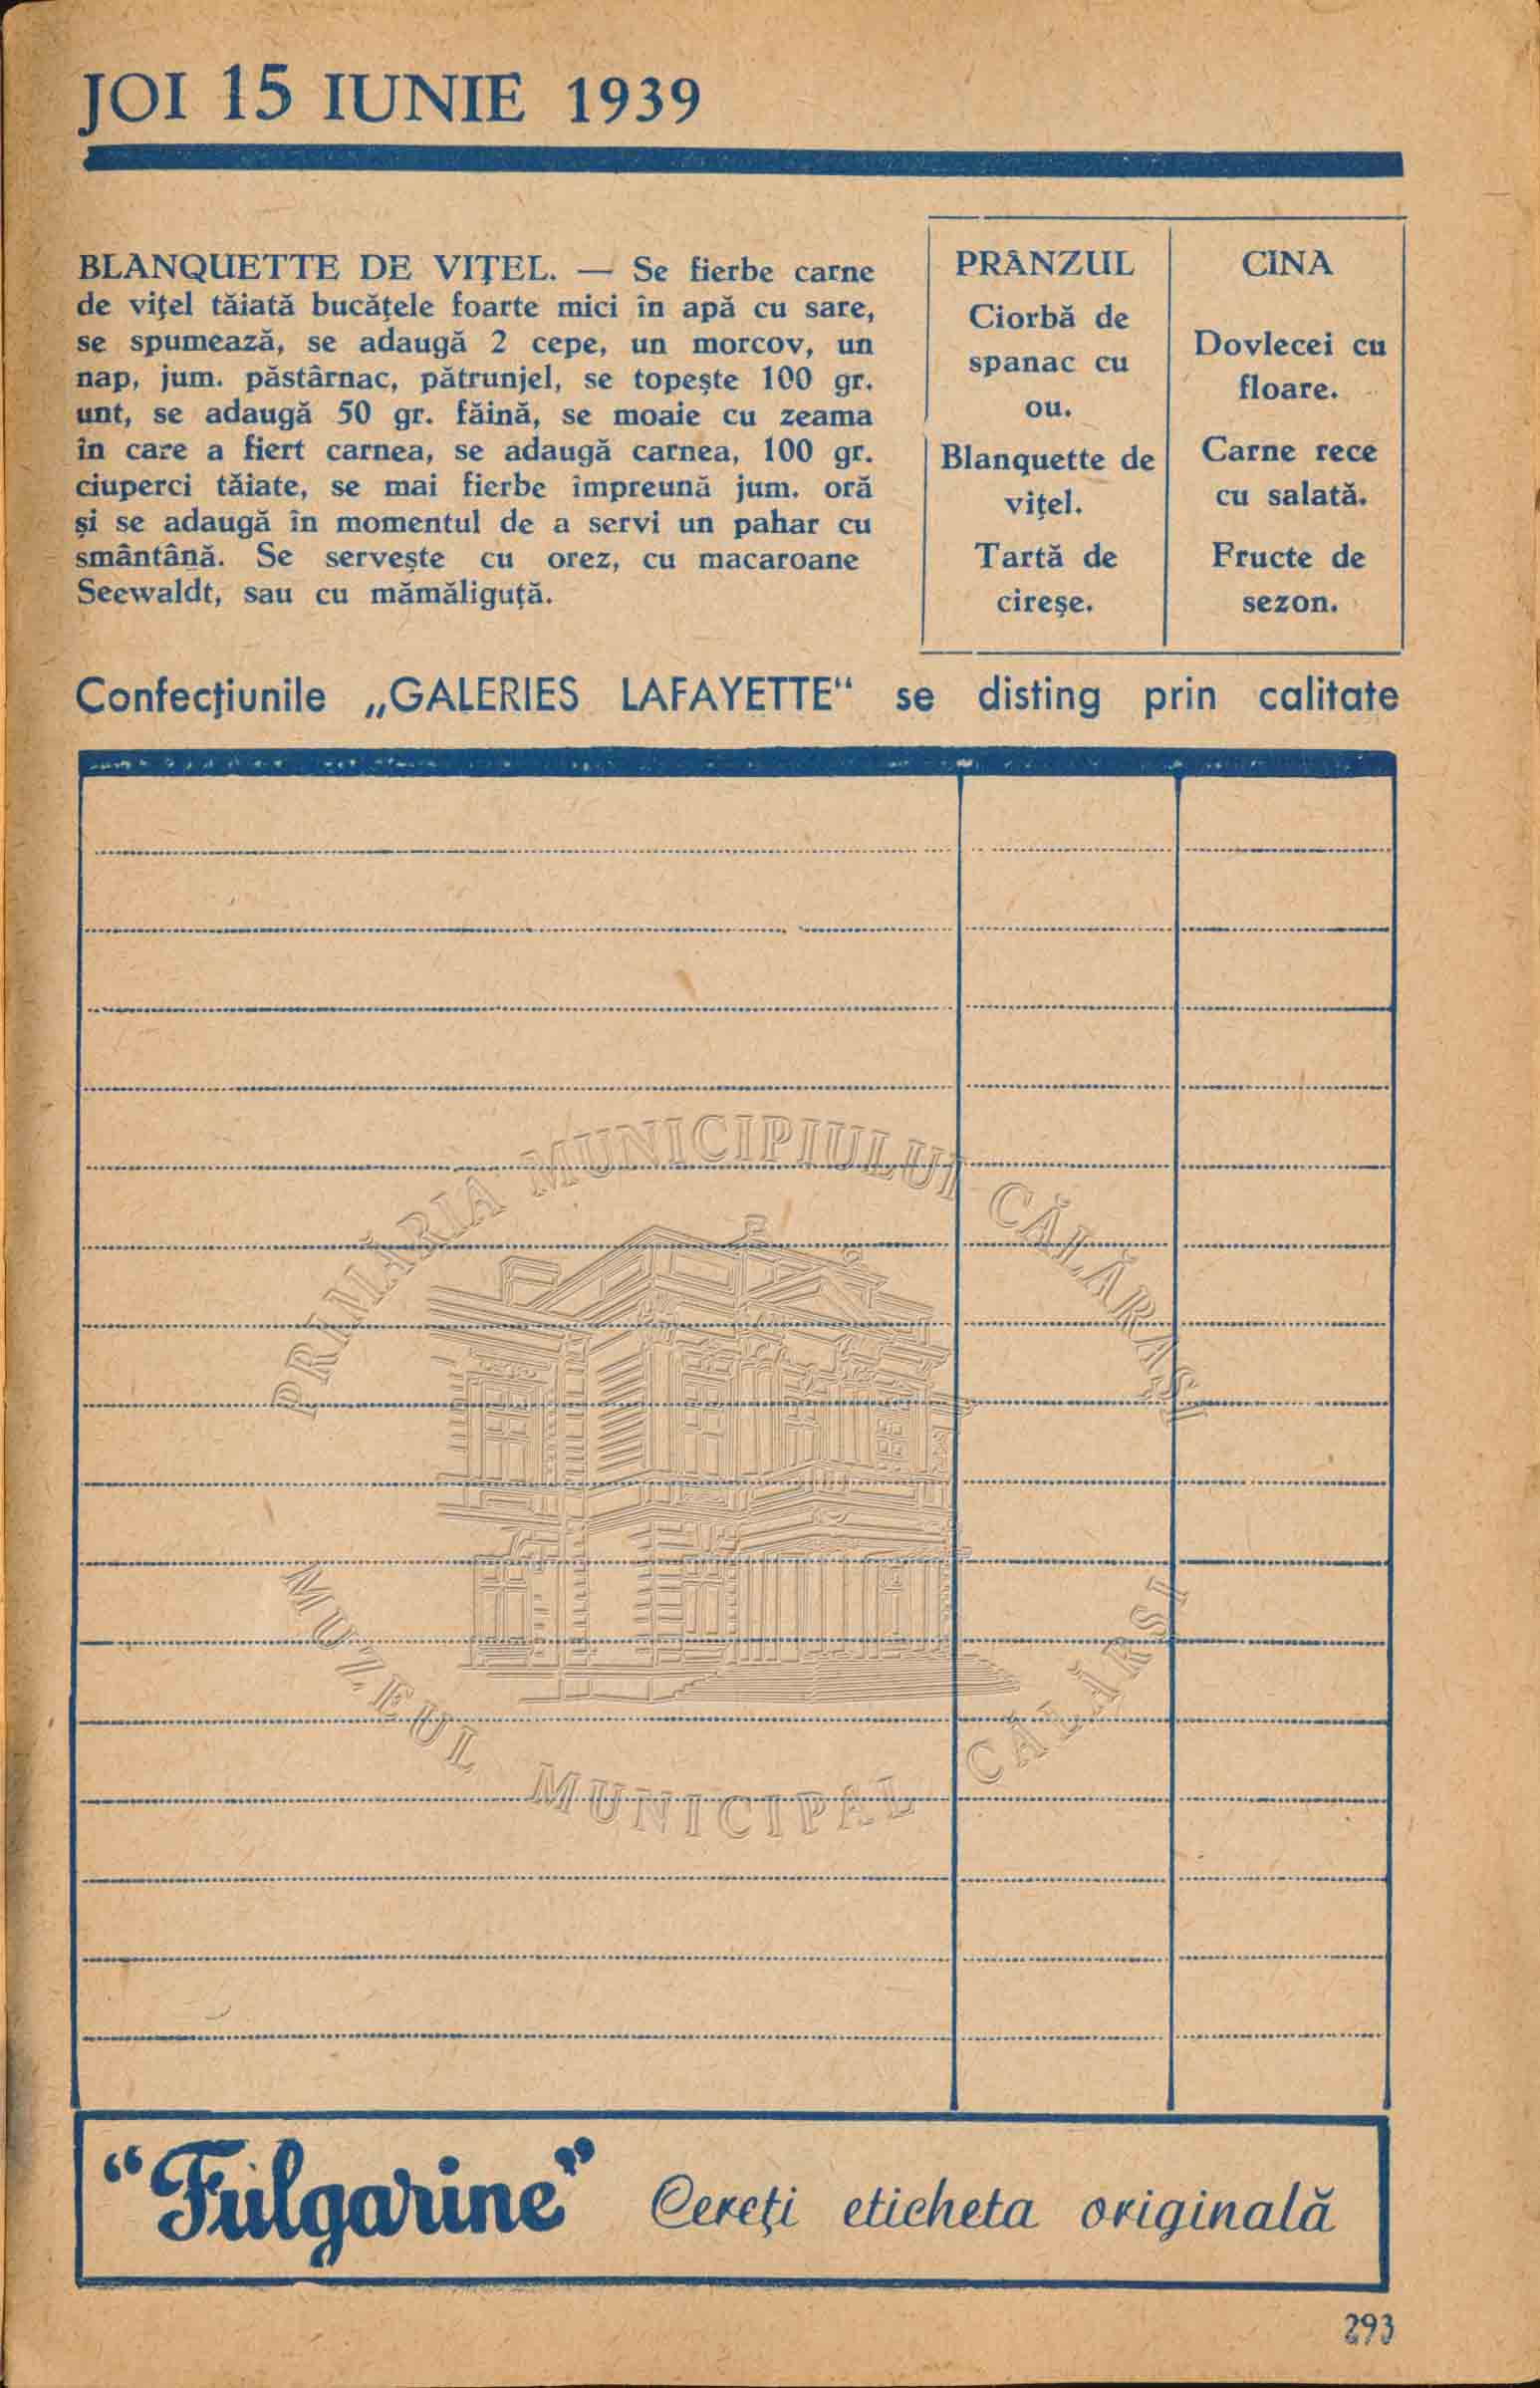 JOI 15 IUNIE 1939
BLANQUETTE DE VIŢEL. — Se fierbe carne
de viţel tăiată bucăţele foarte mici în apă cu sare,
se spumează, se adaugă 2 cepe, un morcov, un
nap, jum. păstârnac, pătrunjel, se topeşte 100 gr.
unt, se adaugă 50 gr. făină, se moaie cu zeama
în care a fiert carnea, se adaugă carnea, 100 gr.
ciuperci tăiate, se mai fierbe împreună jum. oră
şi se adaugă în momentul de a servi un pahar cu
smântână. Se serveşte cu orez, cu macaroane
Seewaldt, sau cu mămăliguţă.
PRÂNZUL
Ciorbă de
spanac cu
ou.
Blanquette de
viţel.
Tartă de
cireşe.
CINA
Dovlecei cu
floare.
Carne rece
cu salată.
Fructe de
sezon.
Confecţiunile „GALERIES LAFAYETTE“ se disting prin calitate
PRIMĂRIA MUNICIPIULUI CĂLĂRAŞI
MUZEUL MUNICIPAL CĂLĂRSI
“Fulgarine” Cereţi eticheta originală
293